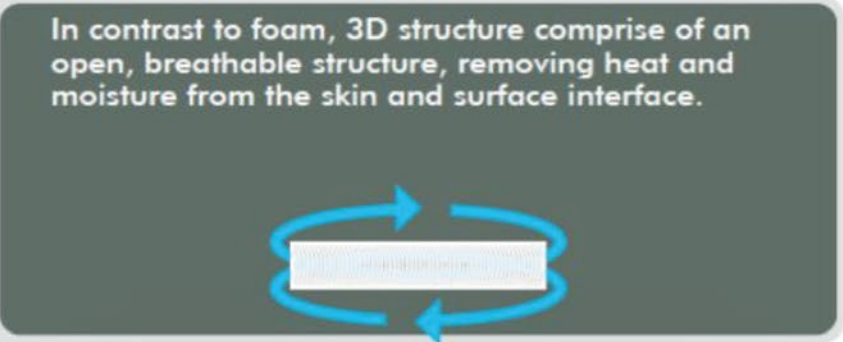 In contrast to foam, 3D structure comprise of an
open, breathable structure, removing heat and
moisture from the skin and surface interface.